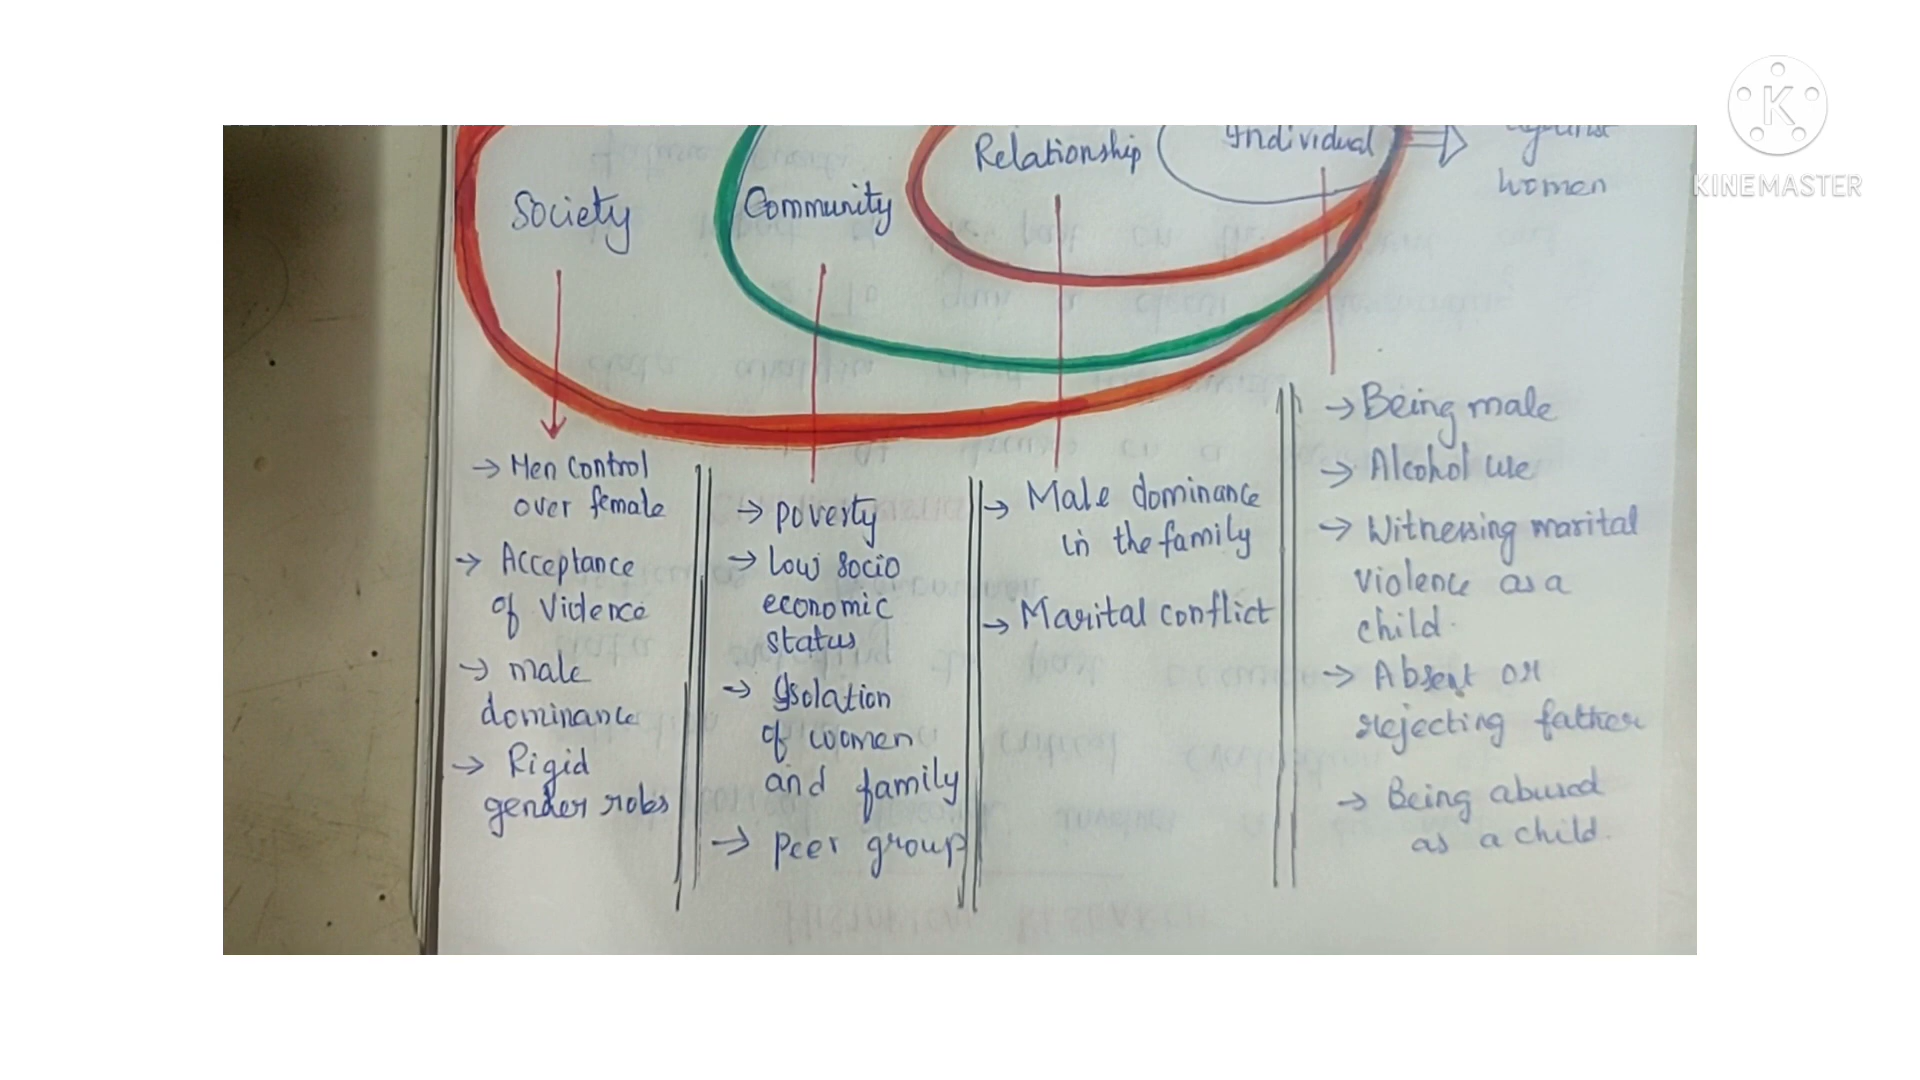 Relationship
Individual
against
women
Society
Community
KINEMASTER
→ Men control
over female
→ Acceptance
of Violence
→ male
dominance
→ Rigid
gender roles
→ poverty
→ Low socio
economic
status
→ Isolation
of women
and family
→ peer group
→ Male dominance
in the family
→ Marital conflict
→ Being male
→ Alcohol use
→ Witnessing marital
violence as a
child.
→ Absent or
rejecting father
→ Being abused
as a child.